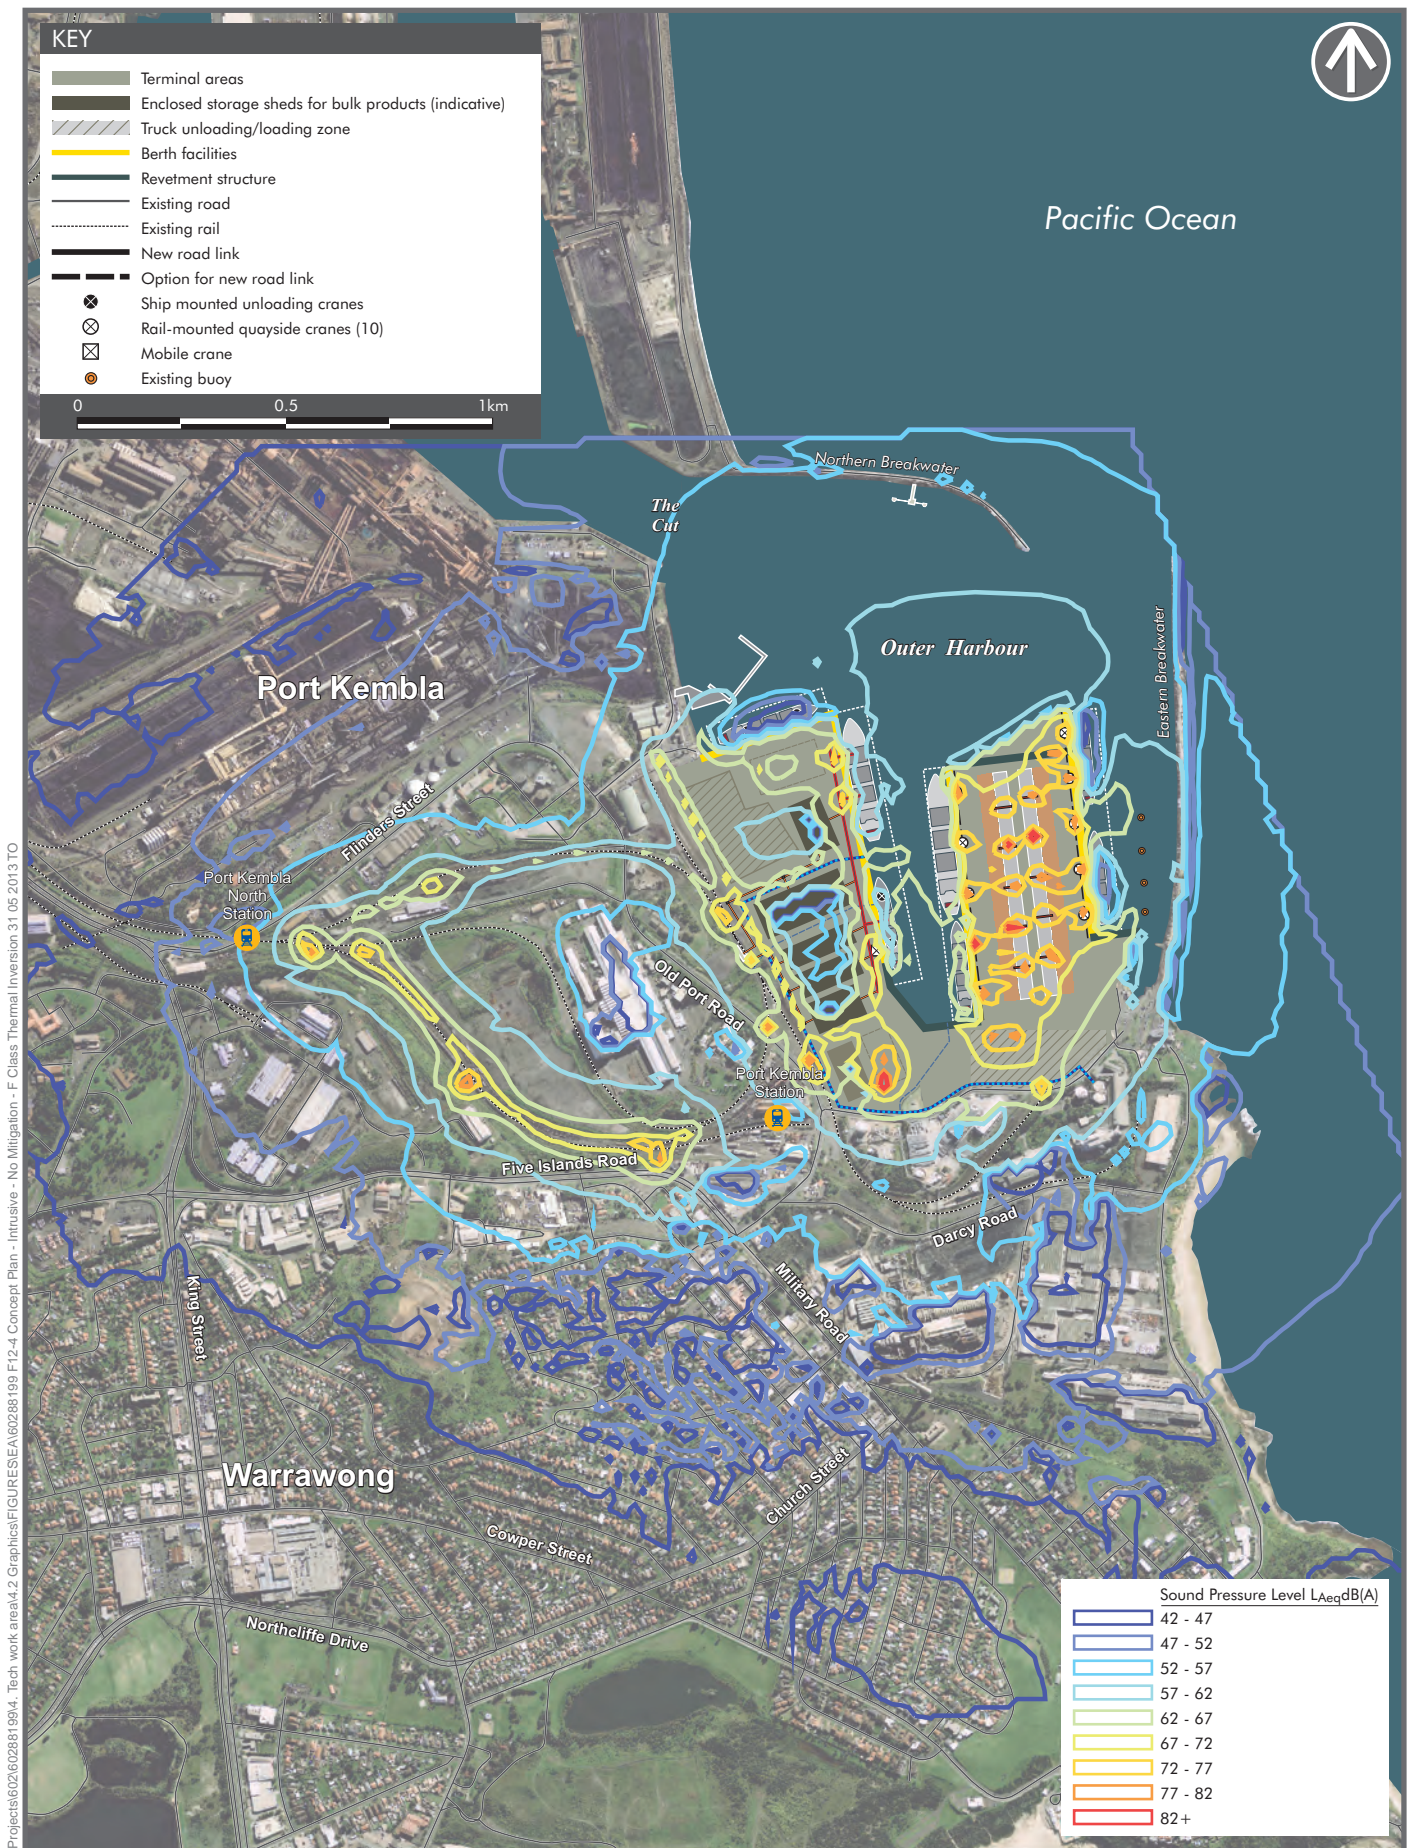 KEY
Terminal areas
Enclosed storage sheds for bulk products (indicative)
Truck unloading/loading zone
Berth facilities
Revetment structure
Existing road
Existing rail
New road link
Option for new road link
Ship mounted unloading cranes
Rail-mounted quayside cranes (10)
Mobile crane
Existing buoy
0 0.5 1km
Pacific Ocean
Northern Breakwater
The
Cut
Outer Harbour
Eastern Breakwater
Port Kembla
Flinders Street
Port Kembla
North
Station
Old Port Road
Port Kembla
Station
Five Islands Road
Darcy Road
King Street
Military Road
Warrawong
Church Street
Cowper Street
Northcliffe Drive
Sound Pressure Level LAeqdB(A)
42 - 47
47 - 52
52 - 57
57 - 62
62 - 67
67 - 72
72 - 77
77 - 82
82+
Projects\602\60288199\4. Tech work area\4.2 Graphics\FIGURES\EA\60288199 F12-4 Concept Plan - Intrusive - No Mitigation - F Class Thermal Inversion 31 05 2013 TO